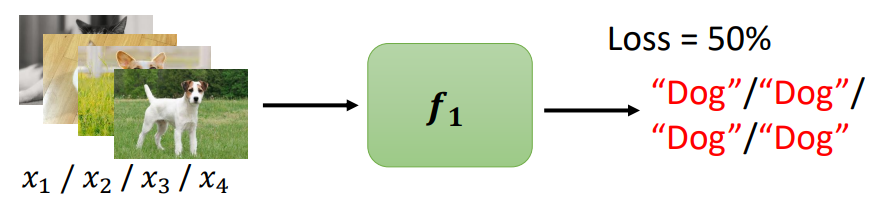 Loss = 50%
"Dog"/"Dog"/
"Dog"/"Dog"
f₁
x₁ / x₂ / x₃ / x₄